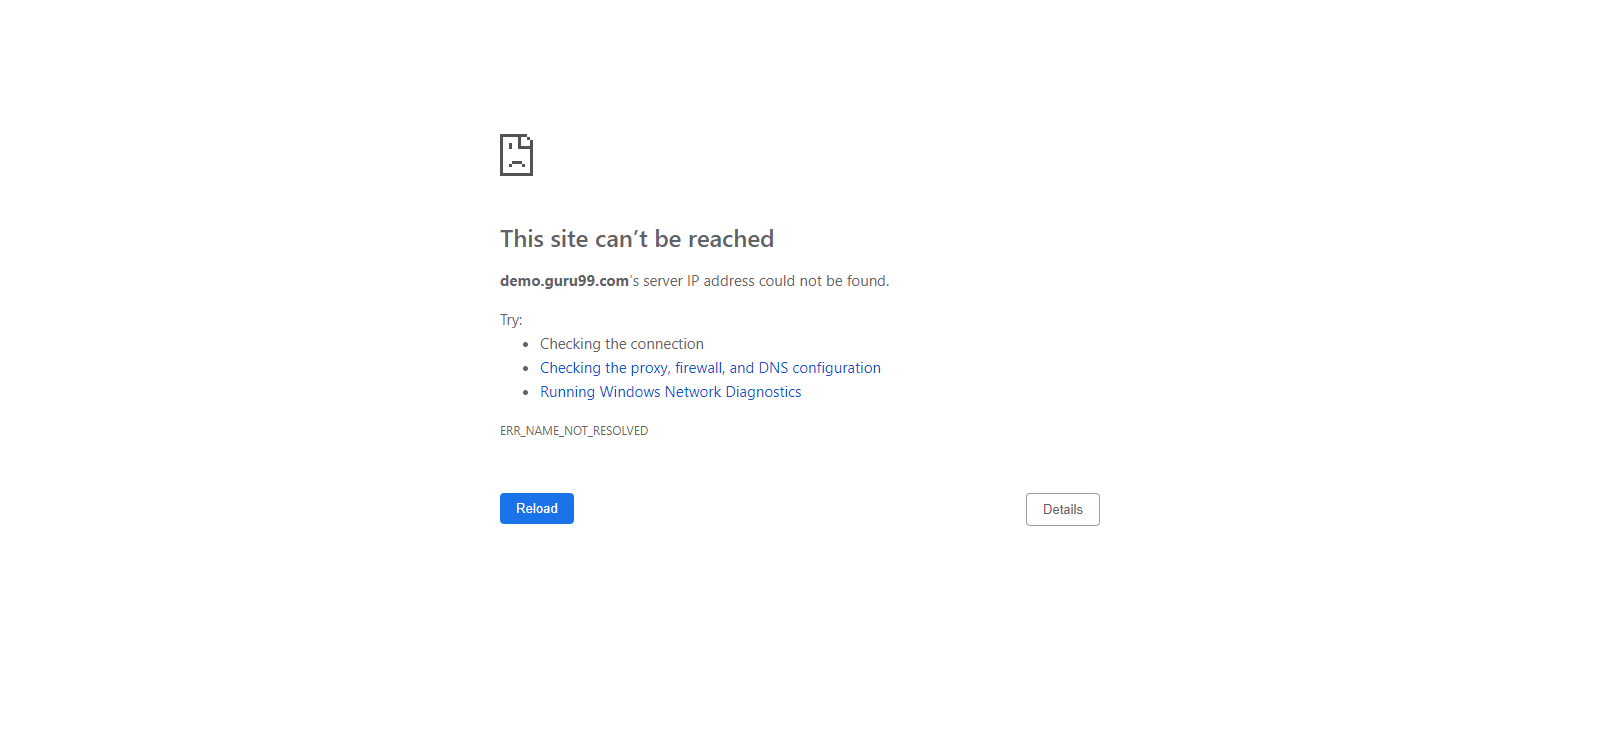 This site can’t be reached
demo.guru99.com’s server IP address could not be found.
Try:
Checking the connection
Checking the proxy, firewall, and DNS configuration
Running Windows Network Diagnostics
ERR_NAME_NOT_RESOLVED
Reload
Details